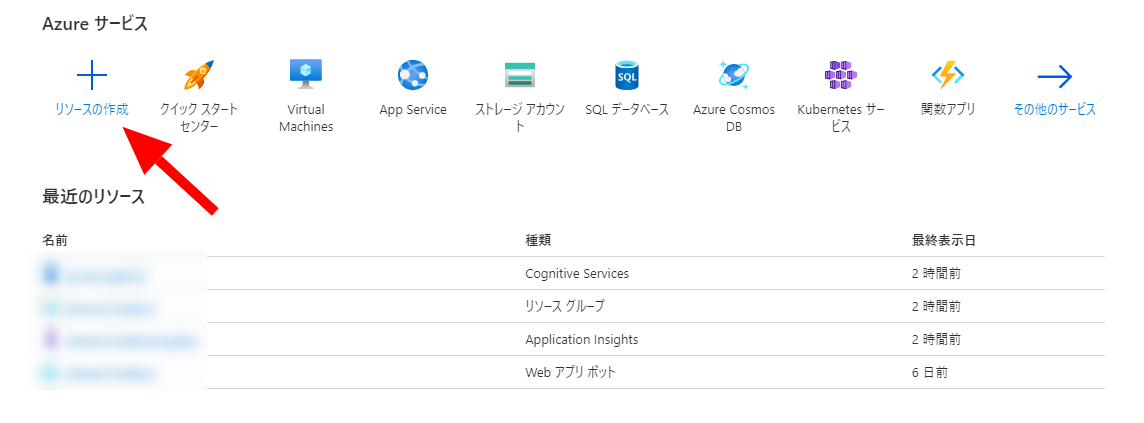 Azure サービス
リソースの作成
クイック スタート
センター
Virtual
Machines
App Service
ストレージ アカウン
ト
SQL
SQL データベース
Azure Cosmos
DB
Kubernetes サー
ビス
関数アプリ
その他のサービス
最近のリソース
名前 種類 最終表示日
Cognitive Services 2 時間前
リソース グループ 2 時間前
Application Insights 2 時間前
Web アプリ ボット 6 日前